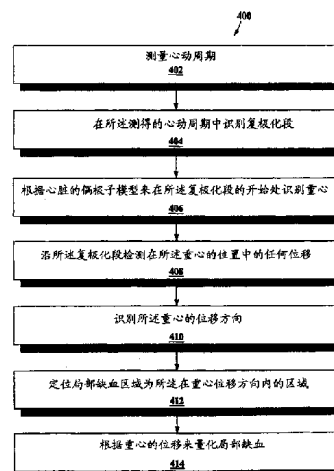 400
测量心动周期
402
在所述测得的心动周期中识别复极化段
404
根据心脏的偶极子模型来在所述复极化段的开始处识别重心
406
沿所述复极化段检测在所述重心的位置中的任何位移
408
识别所述重心的位移方向
410
定位局部缺血区域为所述在重心位移方向内的区域
412
根据重心的位移来量化局部缺血
414